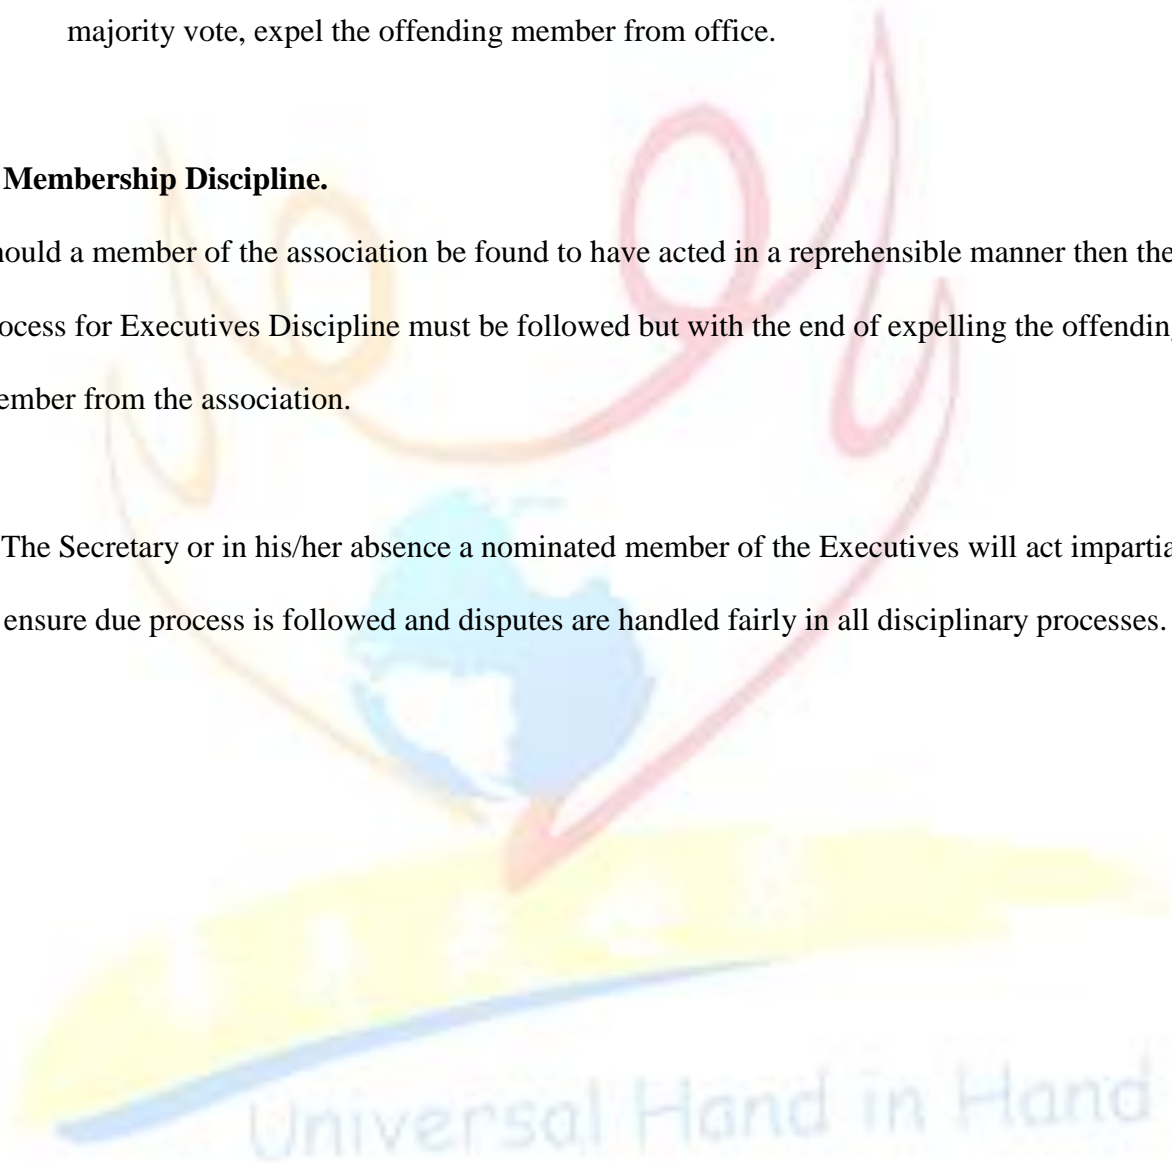 majority vote, expel the offending member from office.
Membership Discipline.
hould a member of the association be found to have acted in a reprehensible manner then the
ocess for Executives Discipline must be followed but with the end of expelling the offending
ember from the association.
The Secretary or in his/her absence a nominated member of the Executives will act impartia
ensure due process is followed and disputes are handled fairly in all disciplinary processes.
Universal Hand in Hand